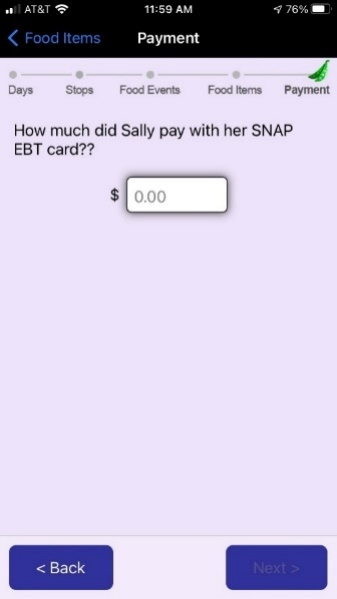 AT&T 11:59 AM 76%
Food Items Payment
Days Stops Food Events Food Items Payment
How much did Sally pay with her SNAP
EBT card??
$ 0.00
< Back Next >